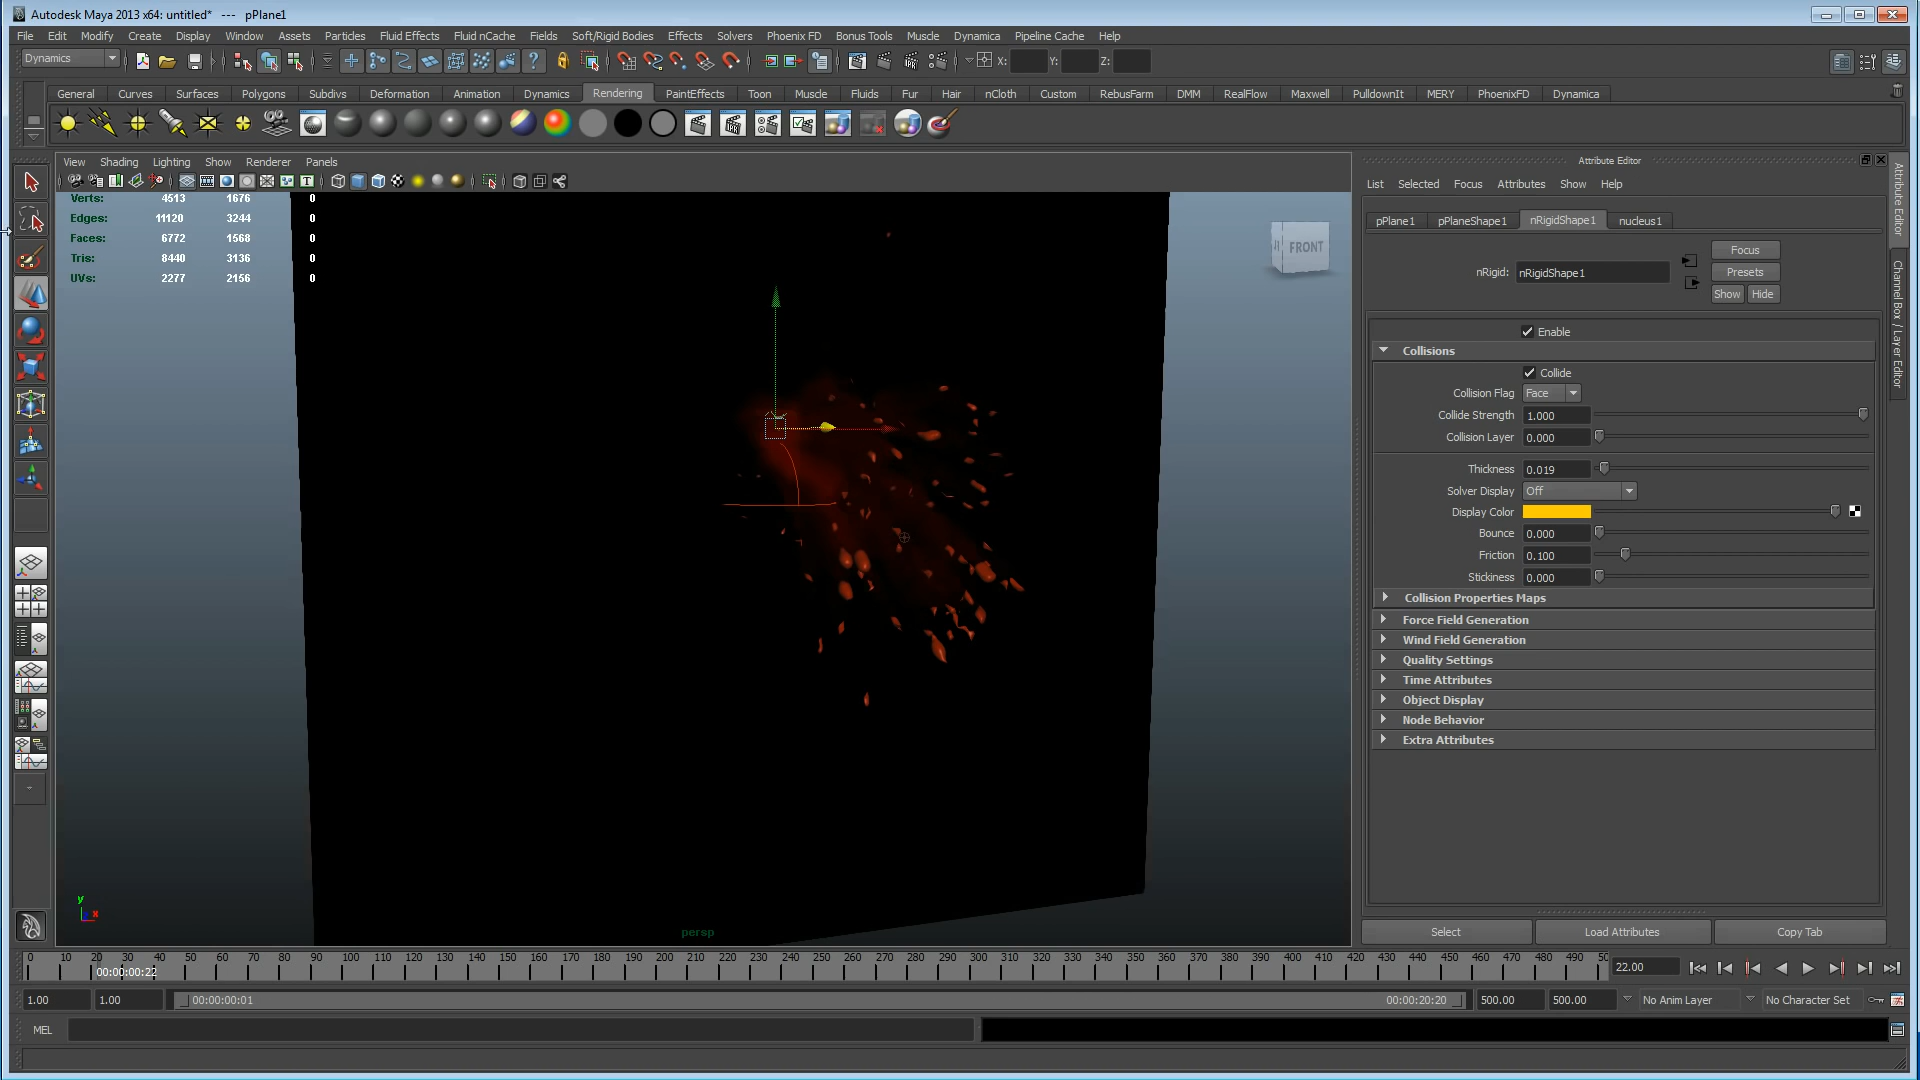 Autodesk Maya 2013 x64: untitled* --- pPlane1
File Edit Modify Create Display Window Assets Particles Fluid Effects Fluid nCache Fields Soft/Rigid Bodies Effects Solvers Phoenix FD Bonus Tools Muscle Dynamica Pipeline Cache Help
Dynamics X: Y: Z:
General Curves Surfaces Polygons Subdivs Deformation Animation Dynamics Rendering PaintEffects Toon Muscle Fluids Fur Hair nCloth Custom RebusFarm DMM RealFlow Maxwell PulldownIt MERY PhoenixFD Dynamica
View Shading Lighting Show Renderer Panels
Verts: 4513 1676 0
Edges: 11120 3244 0
Faces: 6772 1568 0
Tris: 8440 3136 0
UVs: 2277 2156 0
FRONT
y
x
persp
Attribute Editor
List Selected Focus Attributes Show Help
pPlane1 pPlaneShape1 nRigidShape1 nucleus1
Focus
nRigid: nRigidShape1
Presets
Show Hide
Enable
Collisions
Collide
Collision Flag Face
Collide Strength 1.000
Collision Layer 0.000
Thickness 0.019
Solver Display Off
Display Color
Bounce 0.000
Friction 0.100
Stickiness 0.000
Collision Properties Maps
Force Field Generation
Wind Field Generation
Quality Settings
Time Attributes
Object Display
Node Behavior
Extra Attributes
Select Load Attributes Copy Tab
Attribute Editor
Channel Box / Layer Editor
0 10 20 30 40 50 60 70 80 90 100 110 120 130 140 150 160 170 180 190 200 210 220 230 240 250 260 270 280 290 300 310 320 330 340 350 360 370 380 390 400 410 420 430 440 450 460 470 480 490 50
00:00:00:22
22.00
1.00 1.00 00:00:00:01 00:00:20:20 500.00 500.00 No Anim Layer No Character Set
MEL